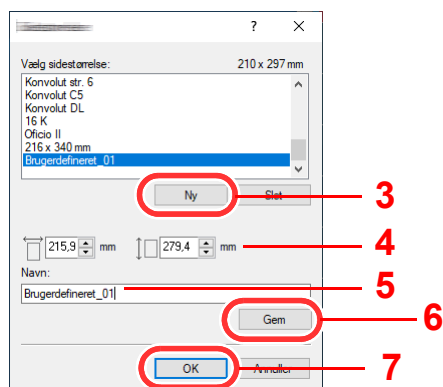 ? ×
Vælg sidestørrelse: 210 x 297 mm
Konvolut str. 6
Konvolut C5
Konvolut DL
16 K
Oficio II
216 x 340 mm
Brugerdefineret_01
Ny Slet 3
215,9 mm 279,4 mm 4
Navn:
Brugerdefineret_01 5
Gem 6
OK Annuller 7